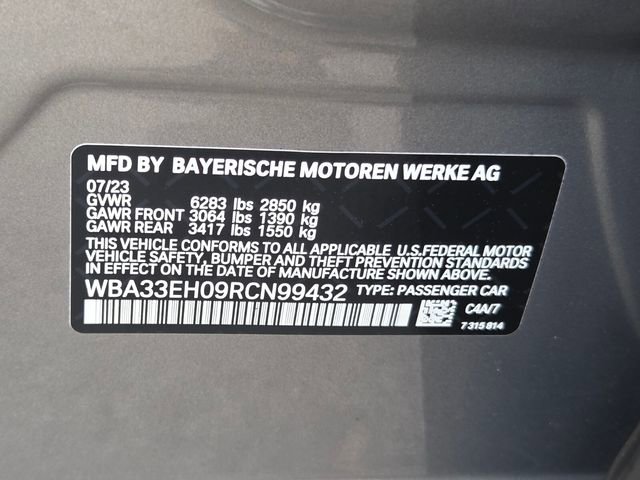 MFD BY BAYERISCHE MOTOREN WERKE AG
07/23
GVWR 6283 lbs 2850 kg
GAWR FRONT 3064 lbs 1390 kg
GAWR REAR 3417 lbs 1550 kg
THIS VEHICLE CONFORMS TO ALL APPLICABLE U.S.FEDERAL MOTOR
VEHICLE SAFETY, BUMPER AND THEFT PREVENTION STANDARDS
IN EFFECT ON THE DATE OF MANUFACTURE SHOWN ABOVE.
WBA33EH09RCN99432 TYPE: PASSENGER CAR
C4A/7
7 315 814